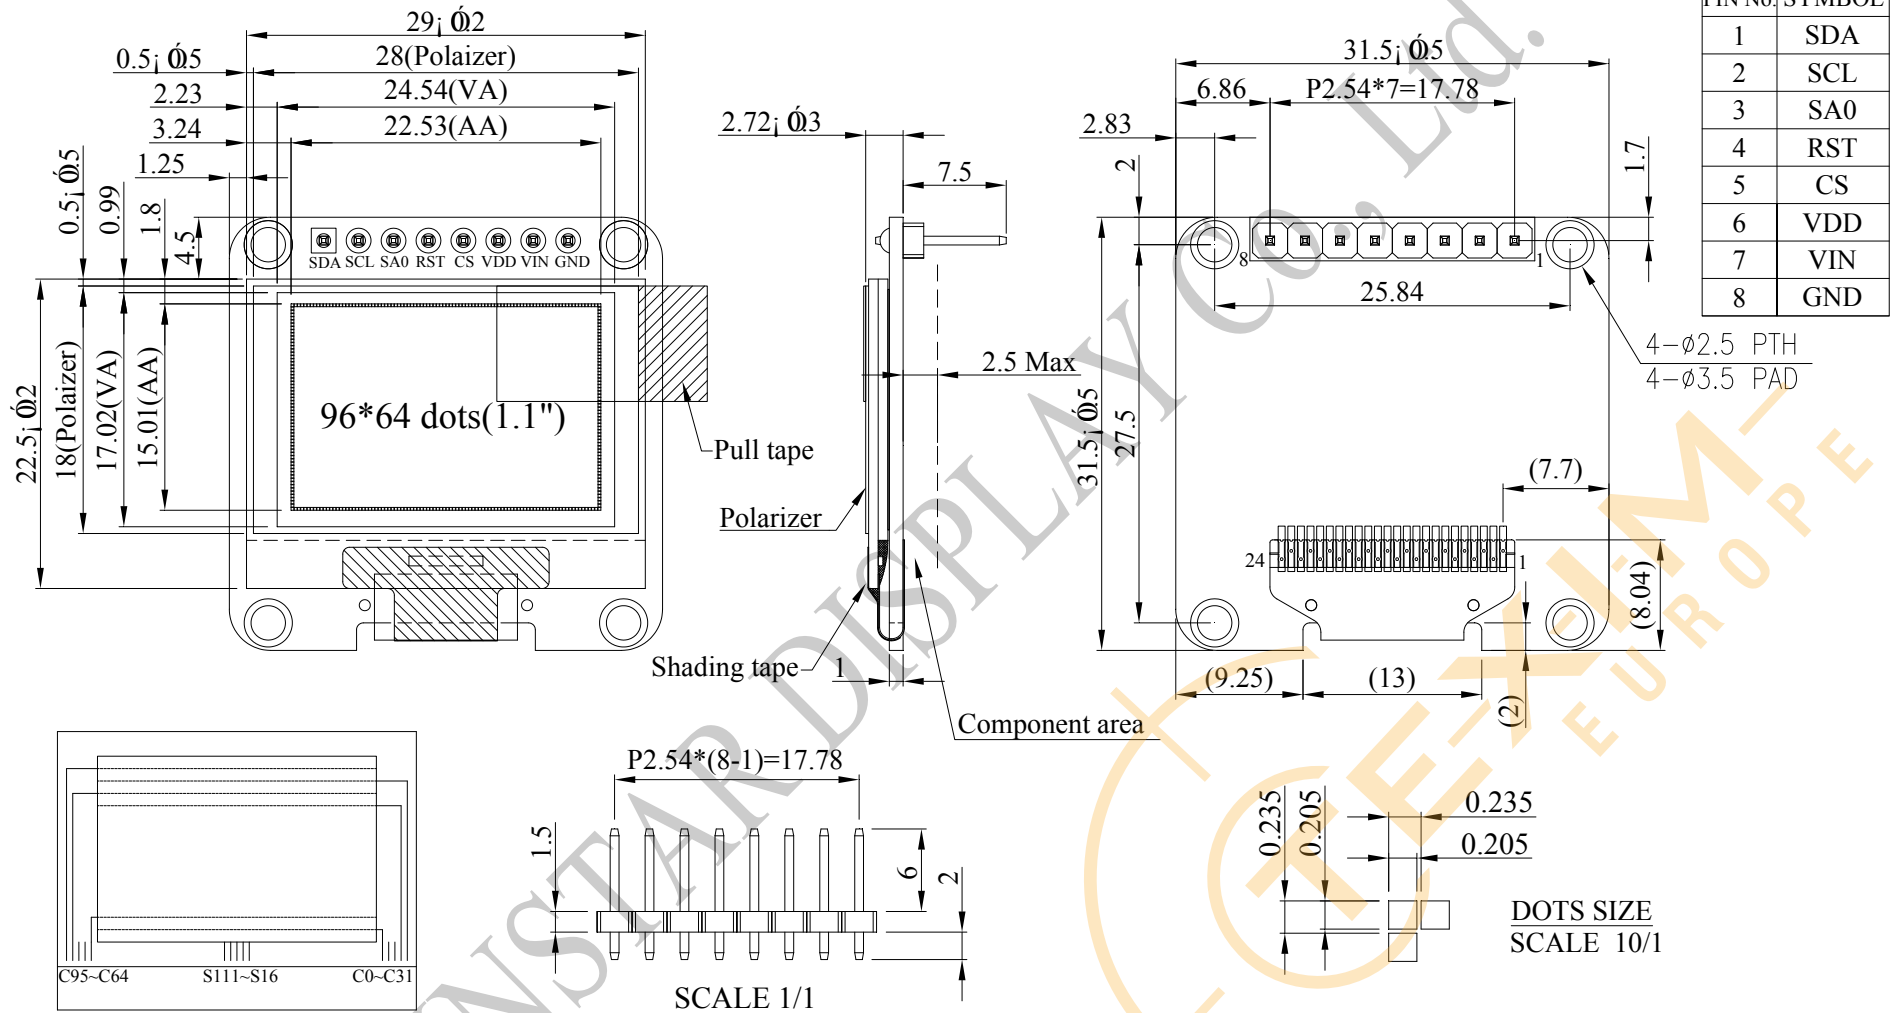 29¡Ó0.2
0.5¡Ó0.5
28(Polaizer)
2.23
24.54(VA)
3.24
22.53(AA)
1.25
0.5¡Ó0.5
0.99
1.8
4.5
SDA SCL SA0 RST CS VDD VIN GND
22.5¡Ó0.2
18(Polaizer)
17.02(VA)
15.01(AA)
96*64 dots(1.1")
Pull tape
2.72¡Ó0.3
7.5
2.5 Max
Polarizer
Shading tape
1
Component area
31.5¡Ó0.5
6.86
P2.54*7=17.78
2.83
2
1.7
8
1
25.84
31.5¡Ó0.5
27.5
4-ø2.5 PTH
4-ø3.5 PAD
(7.7)
24
1
(8.04)
(9.25)
(13)
(2)
PIN No. SYMBOL
1 SDA
2 SCL
3 SA0
4 RST
5 CS
6 VDD
7 VIN
8 GND
C95~C64
S111~S16
C0~C31
P2.54*(8-1)=17.78
1.5
6
2
SCALE 1/1
0.235
0.205
0.235
0.205
DOTS SIZE
SCALE 10/1
NSTAR DISPLAY Co., Ltd.
TEXIM
EUROPE